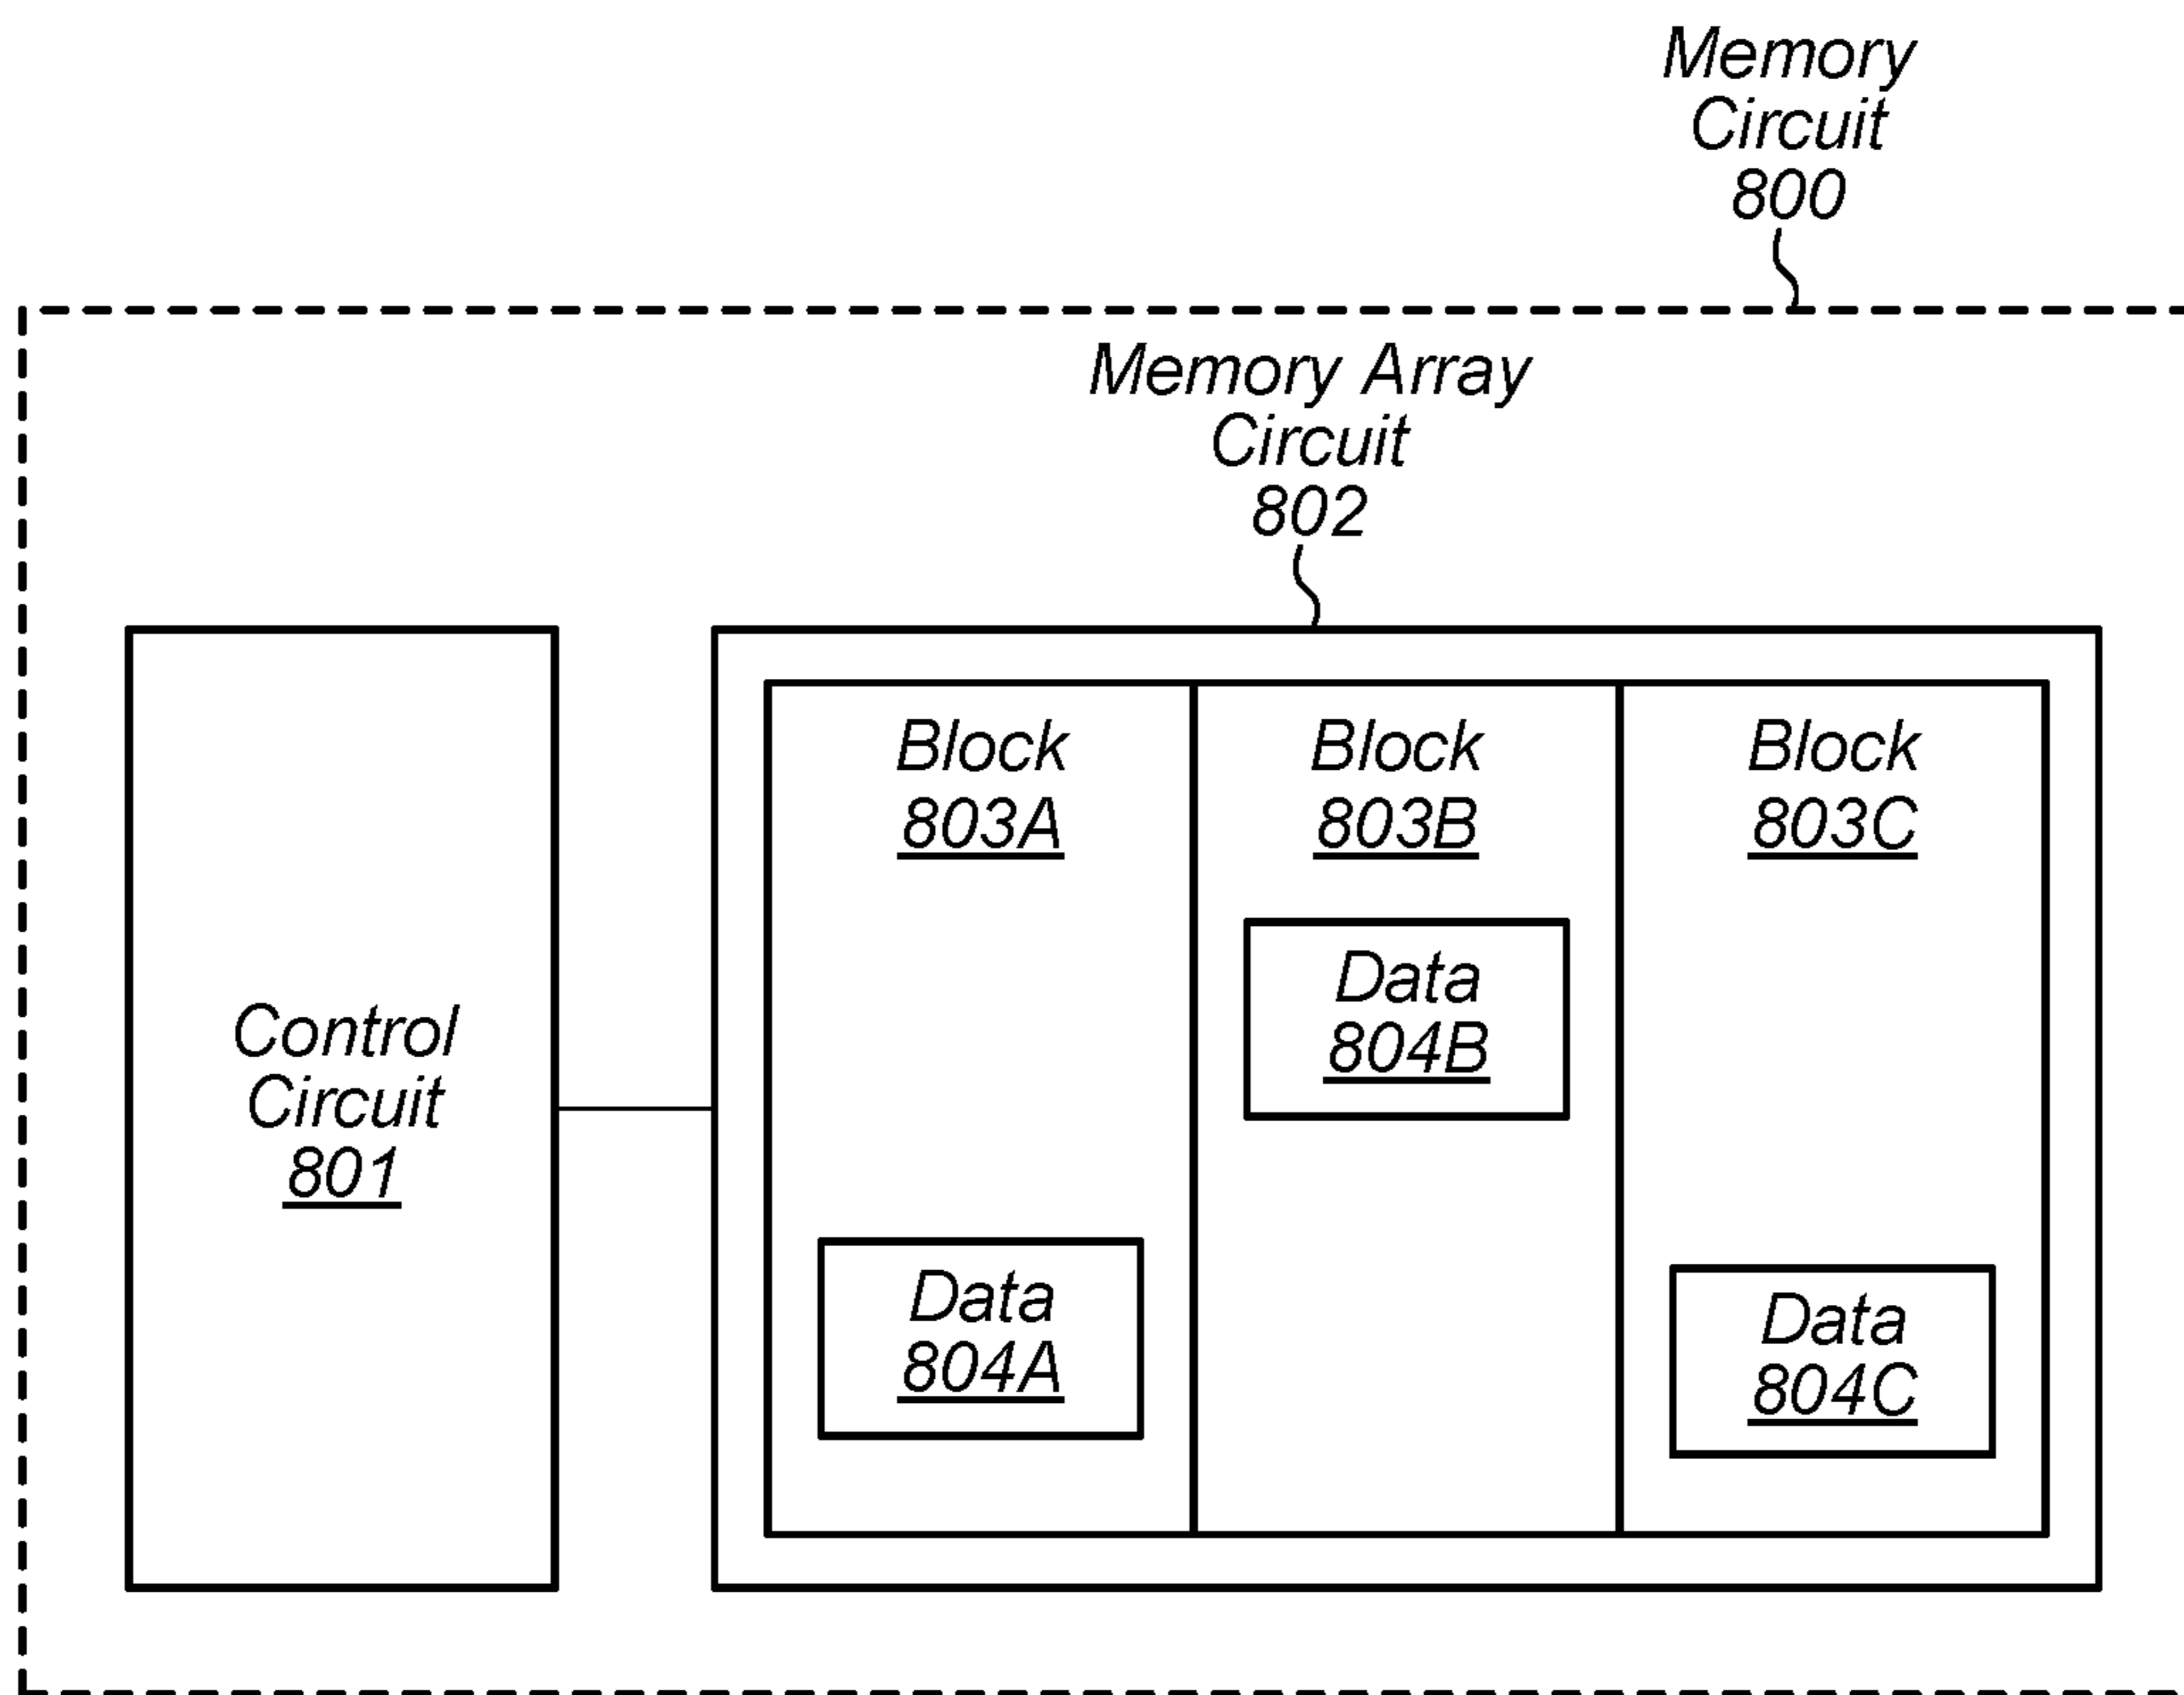 Memory
Circuit
800
Memory Array
Circuit
802
Control
Circuit
801
Block
803A
Data
804A
Block
803B
Data
804B
Block
803C
Data
804C